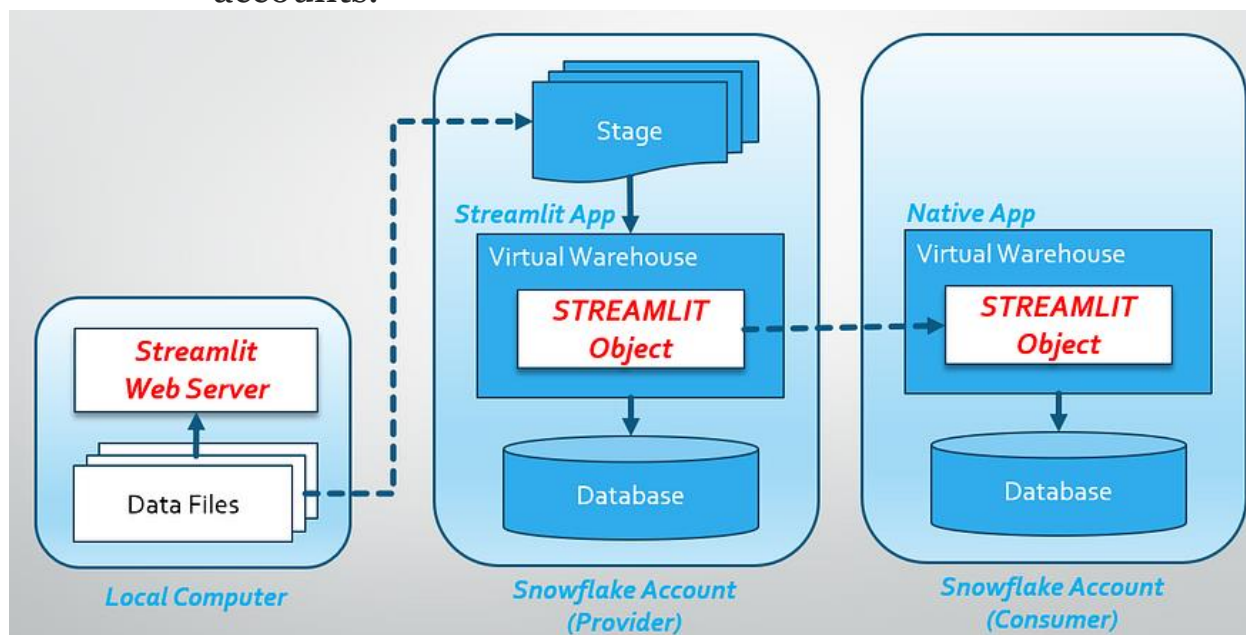 accounts.
Stage
Streamlit App
Native App
Virtual Warehouse
Virtual Warehouse
STREAMLIT
Object
STREAMLIT
Object
Streamlit
Web Server
Data Files
Database
Database
Local Computer
Snowflake Account
(Provider)
Snowflake Account
(Consumer)